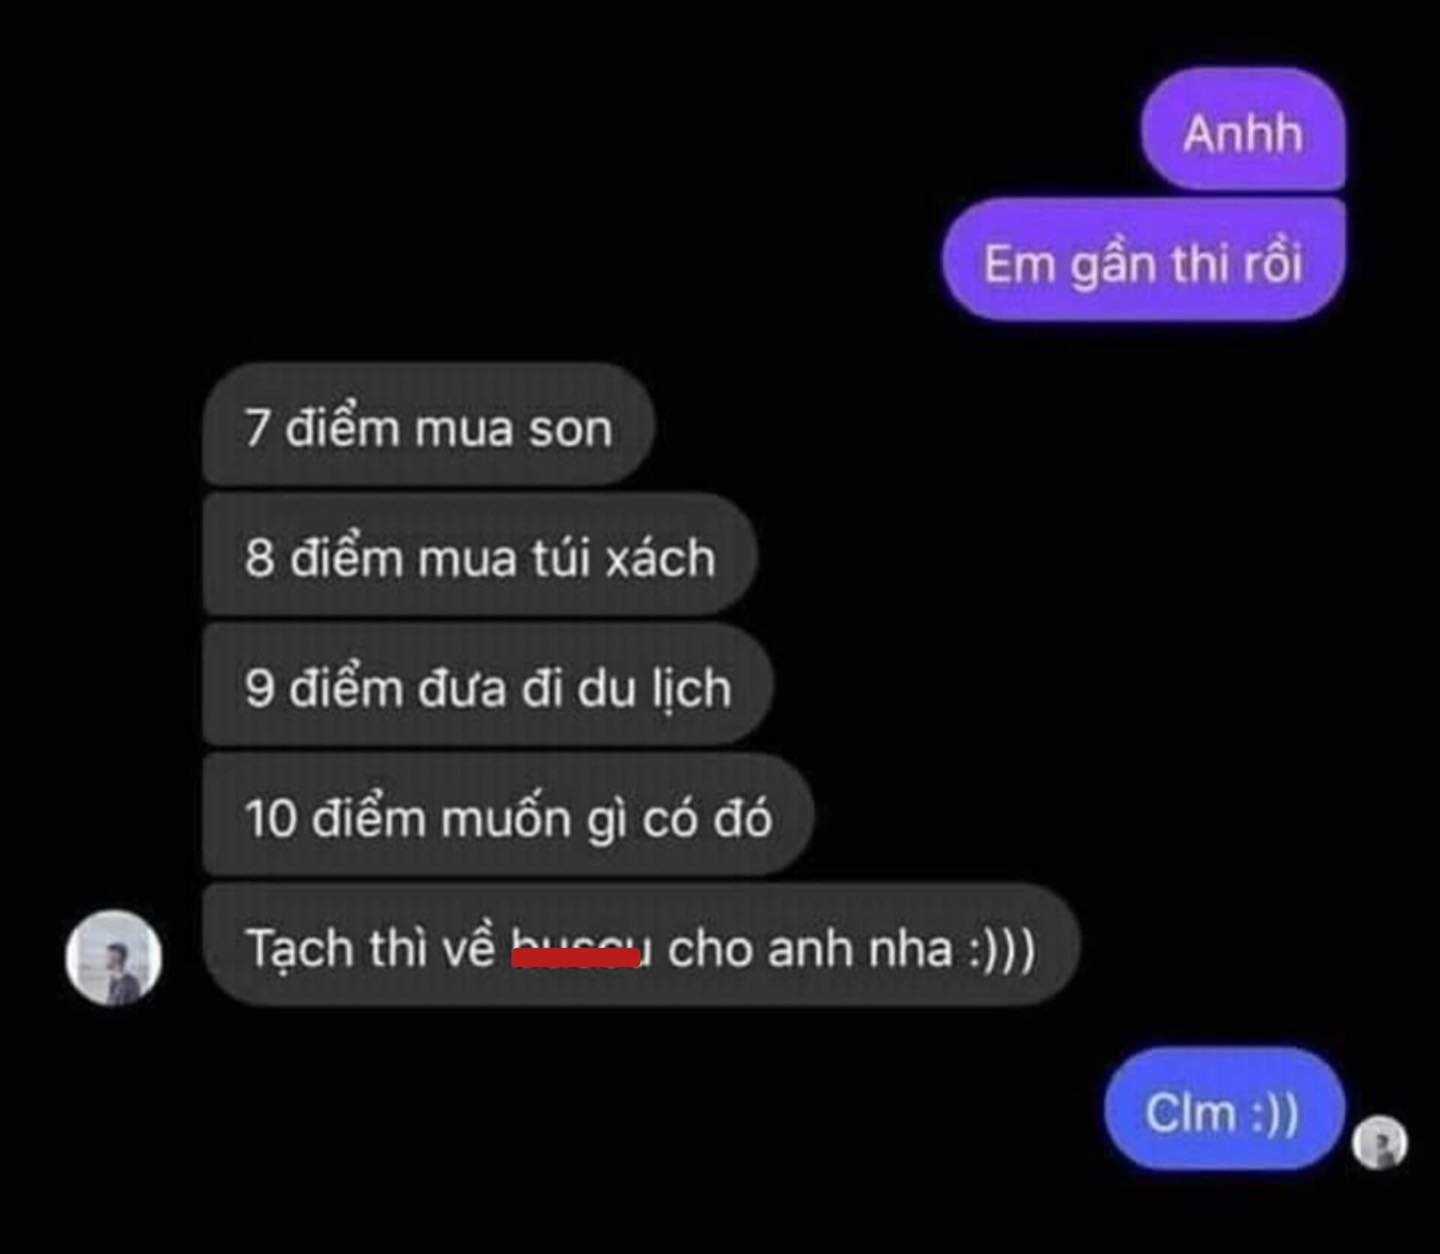 Anhh
Em gần thi rồi
7 điểm mua son
8 điểm mua túi xách
9 điểm đưa đi du lịch
10 điểm muốn gì có đó
Tạch thì về cho anh nha :)))
Clm :))